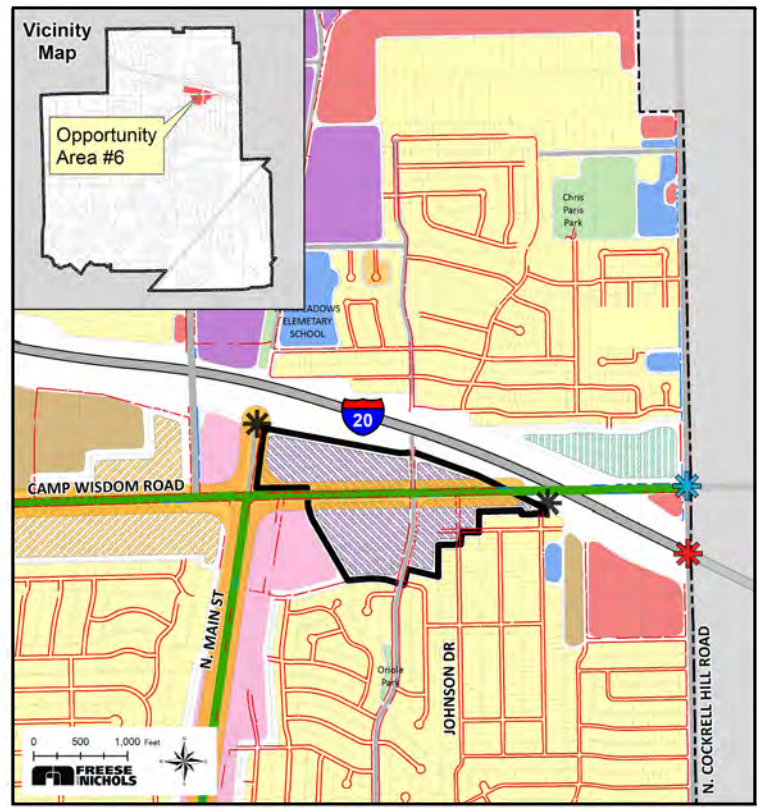 Vicinity
Map
Opportunity
Area #6
Chris
Paris
Park
ELEMETARY
SCHOOL
20
CAMP WISDOM ROAD
N. MAIN ST
Oriole
Park
JOHNSON DR
N. COCKRELL HILL ROAD
0 500 1,000 Feet
FREESE
NICHOLS